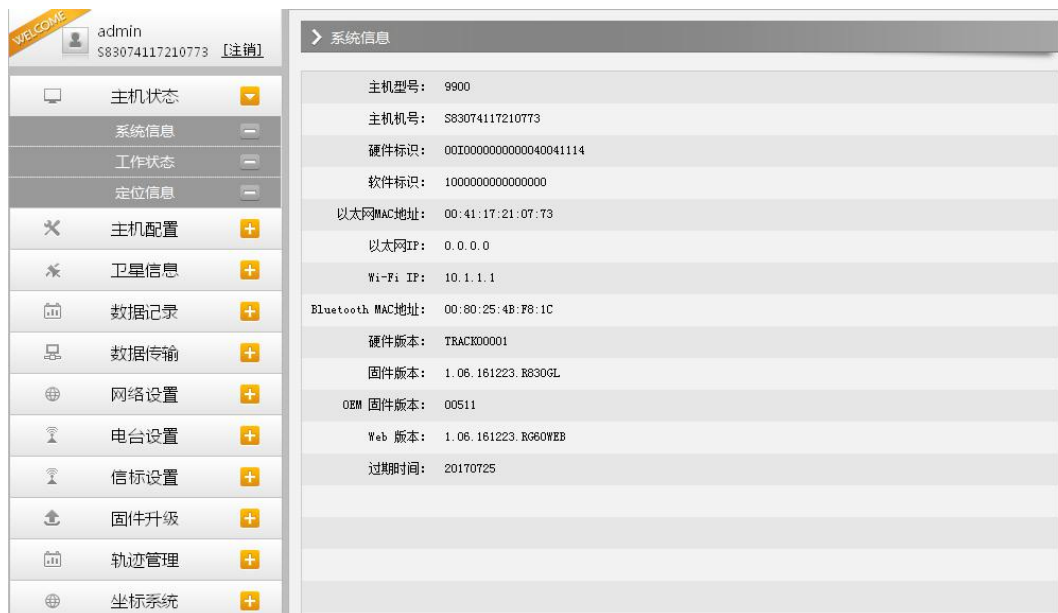 WELCOME
admin
S83074117210773 [注销]
主机状态
系统信息
工作状态
定位信息
主机配置
卫星信息
数据记录
数据传输
网络设置
电台设置
信标设置
固件升级
轨迹管理
坐标系统
系统信息
主机型号： 9900
主机机号： S83074117210773
硬件标识： 00I0000000000040041114
软件标识： 1000000000000000
以太网MAC地址： 00:41:17:21:07:73
以太网IP： 0.0.0.0
Wi-Fi IP： 10.1.1.1
Bluetooth MAC地址： 00:80:25:4B:F8:1C
硬件版本： TRACK00001
固件版本： 1.06.161223.R830GL
OEM 固件版本： 00511
Web 版本： 1.06.161223.RG60WEB
过期时间： 20170725